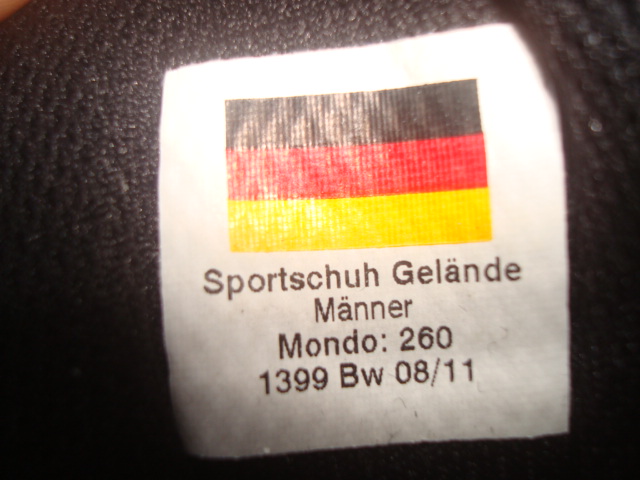 Sportschuh Gelände
Männer
Mondo: 260
1399 Bw 08/11